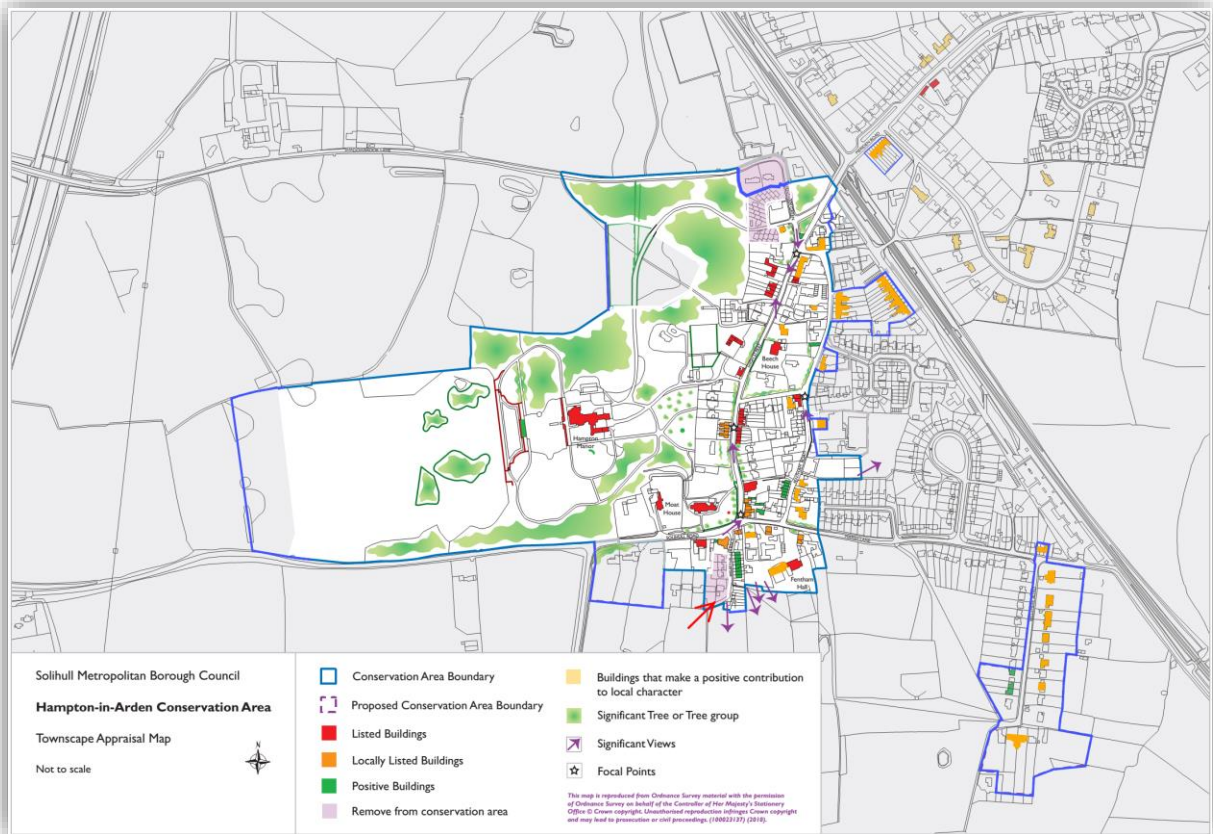 Beech
House
Hampton
Manor
Moat
House
Fentham
Hall
Solihull Metropolitan Borough Council
Hampton-in-Arden Conservation Area
Townscape Appraisal Map
Not to scale
N
Conservation Area Boundary
Proposed Conservation Area Boundary
Listed Buildings
Locally Listed Buildings
Positive Buildings
Remove from conservation area
Buildings that make a positive contribution
to local character
Significant Tree or Tree group
Significant Views
Focal Points
This map is reproduced from Ordnance Survey material with the permission
of Ordnance Survey on behalf of the Controller of Her Majesty's Stationery
Office © Crown copyright. Unauthorised reproduction infringes Crown copyright
and may lead to prosecution or civil proceedings. (100023137) (2010).